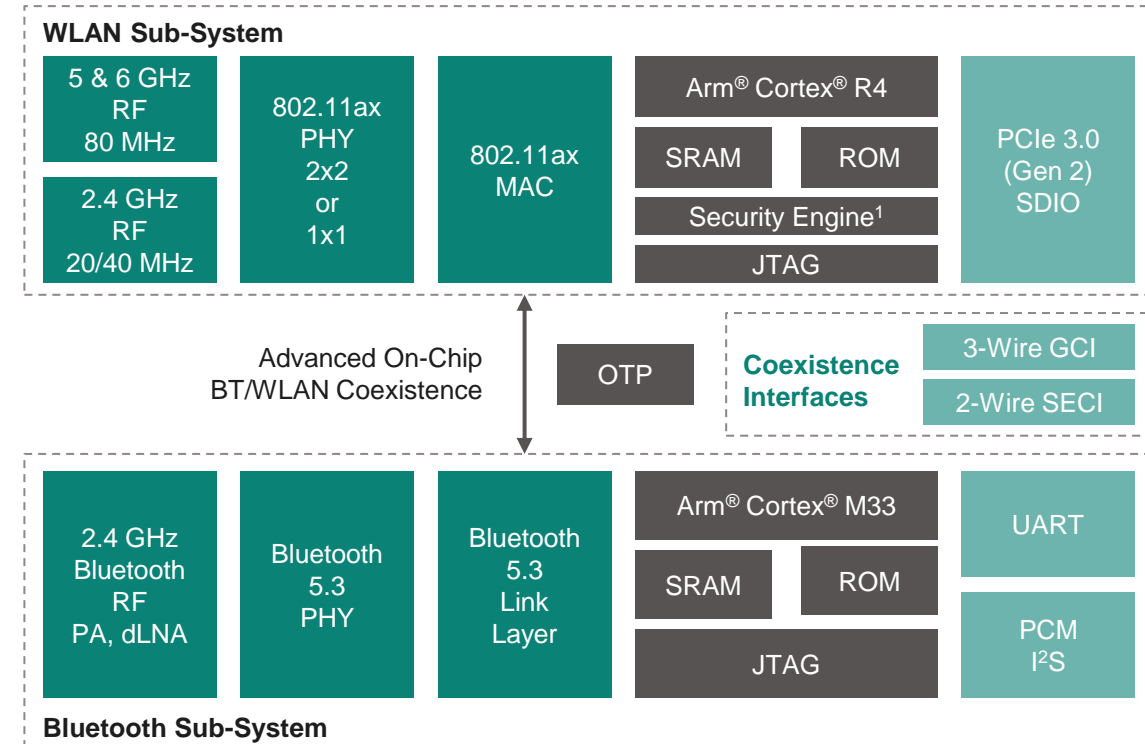 WLAN Sub-System
5 & 6 GHz
RF
80 MHz
2.4 GHz
RF
20/40 MHz
802.11ax
PHY
2x2
or
1x1
802.11ax
MAC
Arm® Cortex® R4
SRAM
ROM
Security Engine¹
JTAG
PCIe 3.0
(Gen 2)
SDIO
Advanced On-Chip
BT/WLAN Coexistence
OTP
Coexistence
Interfaces
3-Wire GCI
2-Wire SECI
2.4 GHz
Bluetooth
RF
PA, dLNA
Bluetooth
5.3
PHY
Bluetooth
5.3
Link
Layer
Arm® Cortex® M33
SRAM
ROM
JTAG
UART
PCM
I²S
Bluetooth Sub-System